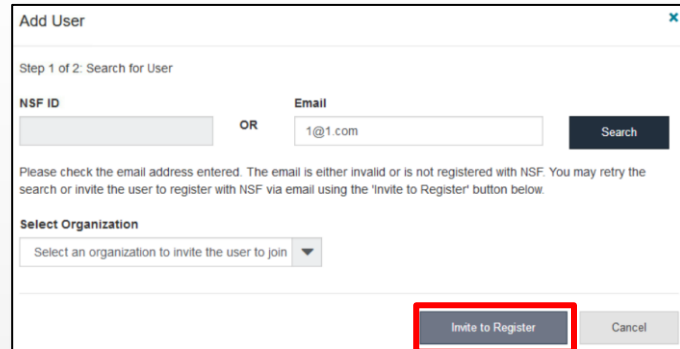 Add User
×
Step 1 of 2: Search for User
NSF ID
OR
Email
1@1.com
Search
Please check the email address entered. The email is either invalid or is not registered with NSF. You may retry the
search or invite the user to register with NSF via email using the 'Invite to Register' button below.
Select Organization
Select an organization to invite the user to join
Invite to Register
Cancel